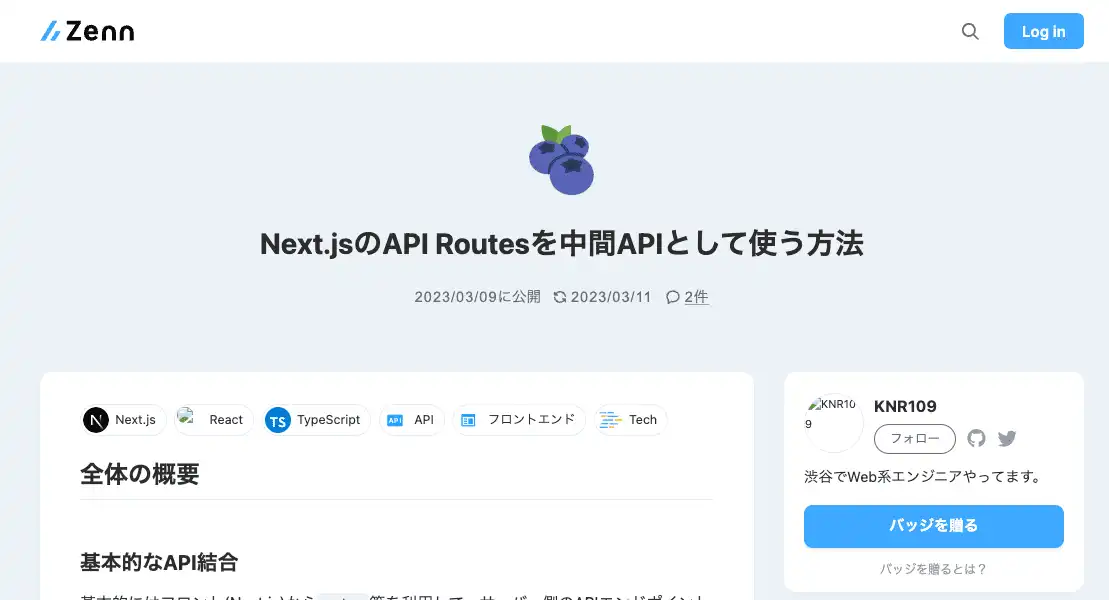 Zenn
Log in
Next.jsのAPI Routesを中間APIとして使う方法
2023/03/09に公開 2023/03/11 2件
Next.js React TypeScript API フロントエンド Tech
全体の概要
基本的なAPI結合
KNR109
KNR109
フォロー
渋谷でWeb系エンジニアやってます。
バッジを贈る
バッジを贈るとは？